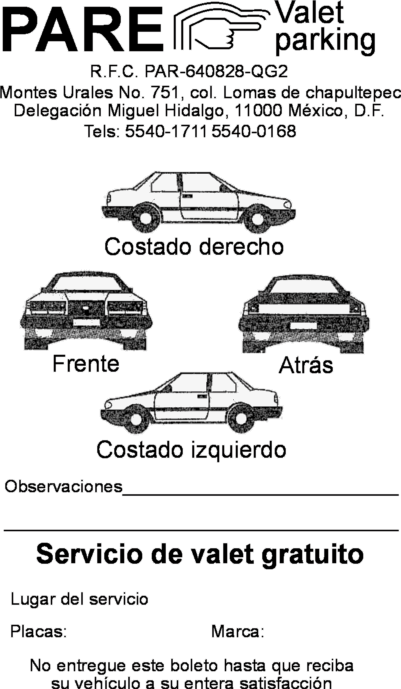 PARE Valet
parking
R.F.C. PAR-640828-QG2
Montes Urales No. 751, col. Lomas de chapultepec
Delegación Miguel Hidalgo, 11000 México, D.F.
Tels: 5540-1711 5540-0168
Costado derecho
Frente Atrás
Costado izquierdo
Observaciones
Servicio de valet gratuito
Lugar del servicio
Placas: Marca:
No entregue este boleto hasta que reciba
su vehículo a su entera satisfacción